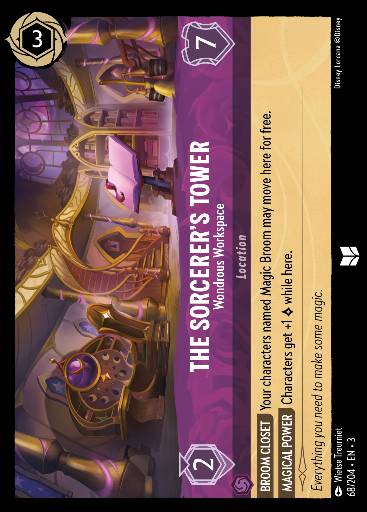 3
7
2
THE SORCERER'S TOWER
Wondrous Workspace
Location
BROOM CLOSET Your characters named Magic Broom may move here for free.
MAGICAL POWER Characters get +1 while here.
Everything you need to make some magic.
Wietse Treurniet
68/204 • EN • 3
Disney Lorcana ©Disney